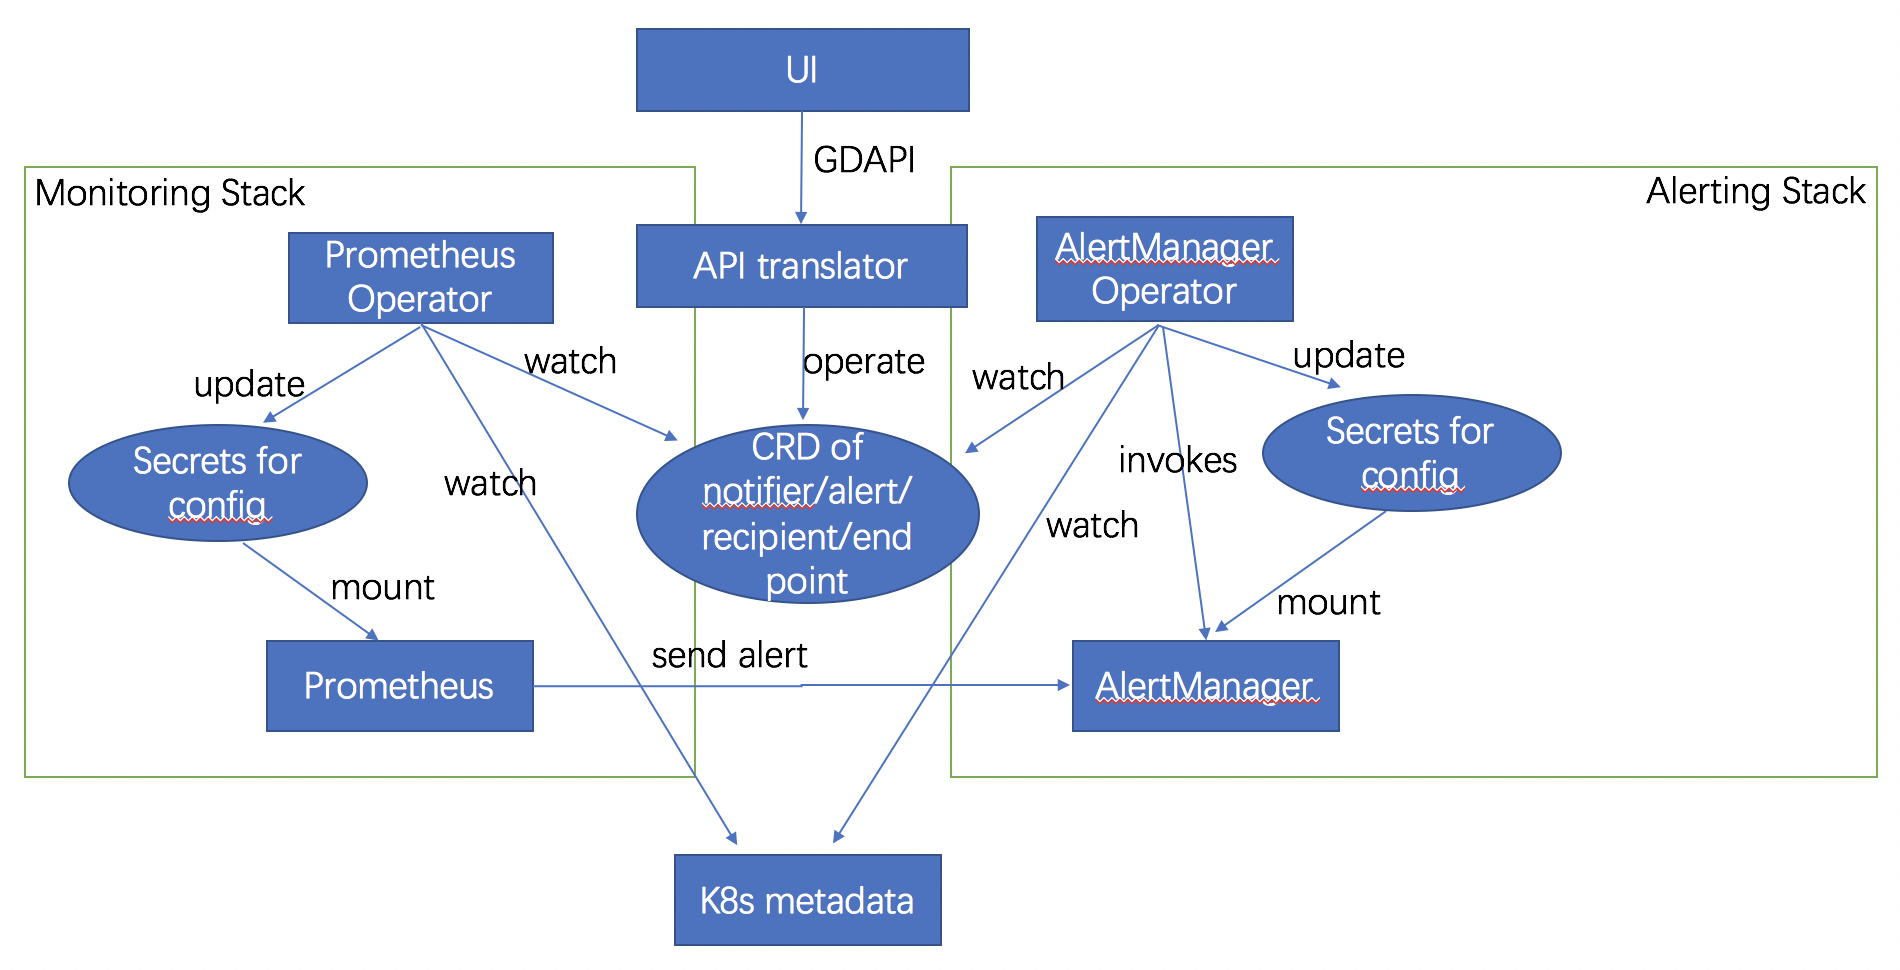 UI
GDAPI
Monitoring Stack
Alerting Stack
Prometheus
Operator
API translator
AlertManager
Operator
update
watch
operate
watch
update
Secrets for
config
watch
CRD of
notifier/alert/
recipient/end
point
invokes
watch
Secrets for
config
mount
mount
Prometheus
send alert
AlertManager
K8s metadata